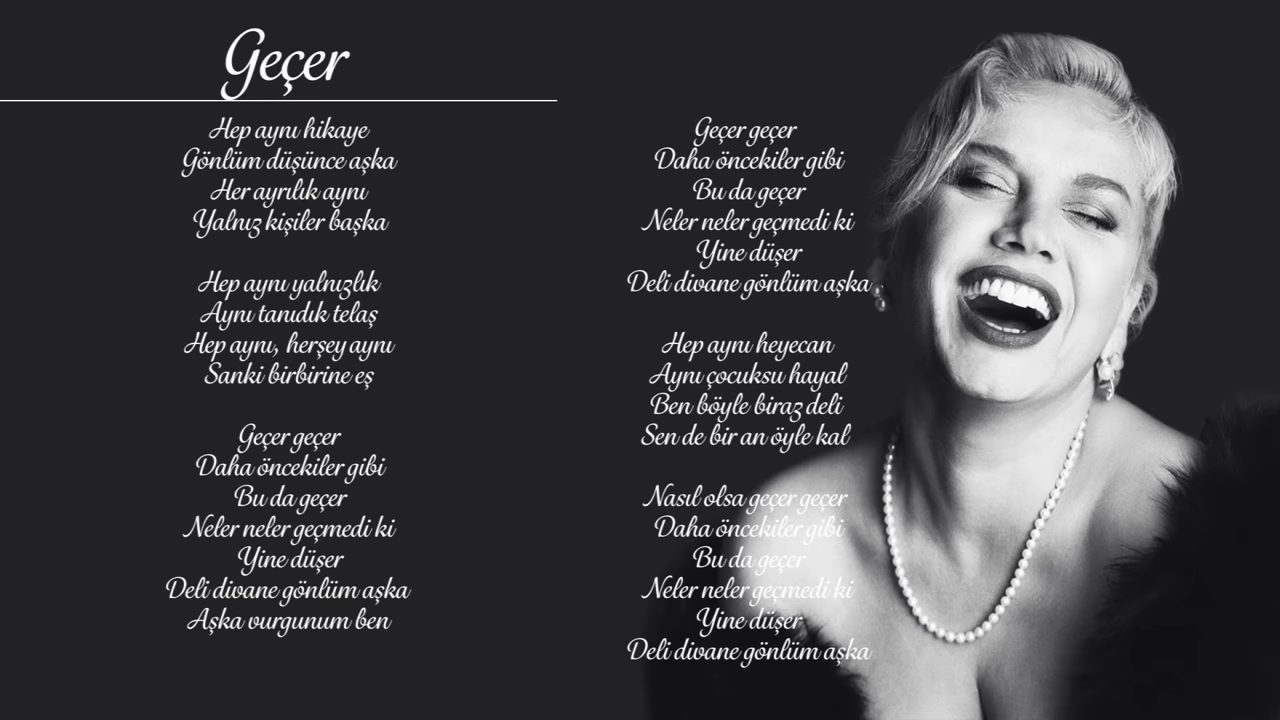 Geçer
Hep aynı hikaye
Gönlüm düşünce aşka
Her ayrılık aynı
Yalnız kişiler başka
Hep aynı yalnızlık
Aynı tanıdık telaş
Hep aynı, herşey aynı
Sanki birbirine eş
Geçer geçer
Daha öncekiler gibi
Bu da geçer
Neler neler geçmedi ki
Yine düşer
Deli divane gönlüm aşka
Aşka vurgunum ben
Geçer geçer
Daha öncekiler gibi
Bu da geçer
Neler neler geçmedi ki
Yine düşer
Deli divane gönlüm aşka
Hep aynı heyecan
Aynı çocuksu hayal
Ben böyle biraz deli
Sen de bir an öyle kal
Nasıl olsa geçer geçer
Daha öncekiler gibi
Bu da geçer
Neler neler geçmedi ki
Yine düşer
Deli divane gönlüm aşka